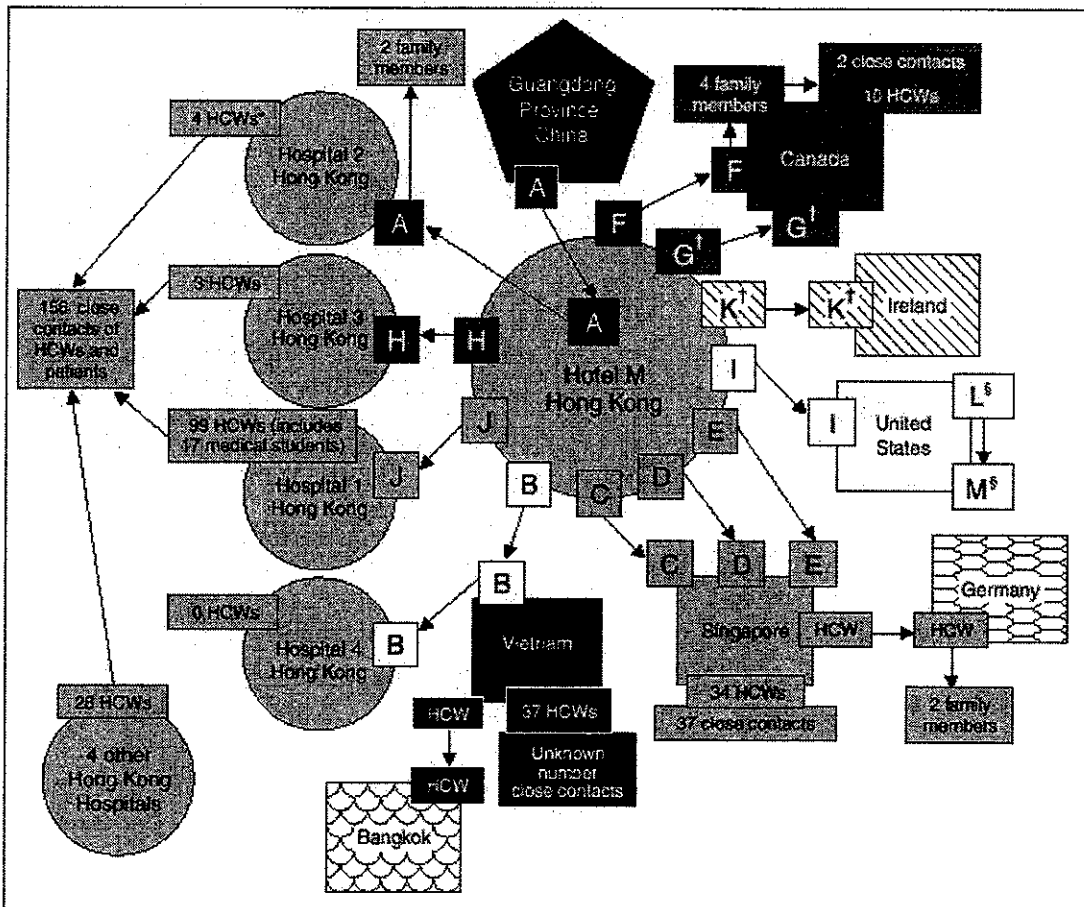 2 family
members
Guangdong
Province
China
A
4 family
members
2 close contacts
HCWs
Canada
F
F
G†
G†
4 HCWs*
Hospital 2
Hong Kong
A
3 HCWs
Hospital 3
Hong Kong
H
H
close
contacts of
HCWs and
patients
A
Hotel M
Hong Kong
K†
K†
Ireland
I
I
United
States
L§
M§
99 HCWs (includes
17 medical students)
Hospital 1
Hong Kong
J
J
B
C
D
E
0 HCWs
Hospital 4
Hong Kong
B
B
Vietnam
C
D
E
Singapore
HCW
HCW
Germany
34 HCWs
37 close contacts
2 family
members
HCWs
4 other
Hong Kong
Hospitals
HCW
37 HCWs
Unknown
number
close contacts
HCW
Bangkok